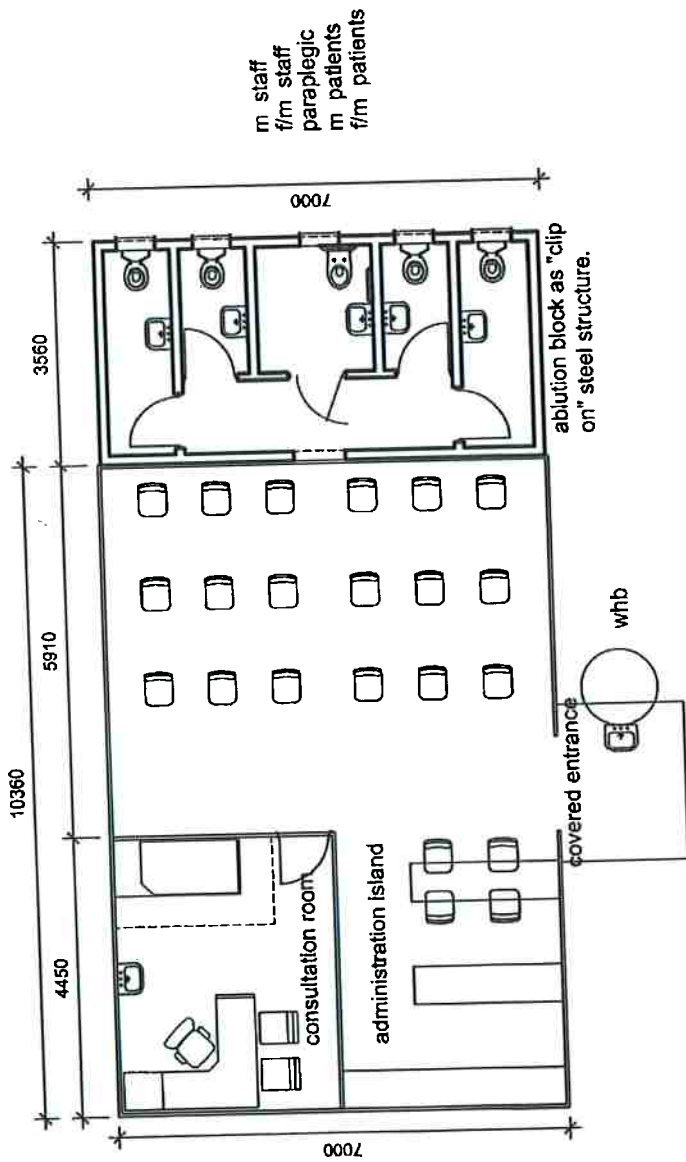 10360
4450
5910
3560
7000
7000
m staff
f/m staff
paraplegic
m patients
f/m patients
consultation room
administration island
covered entrance
whb
ablution block as "clip
on" steel structure.